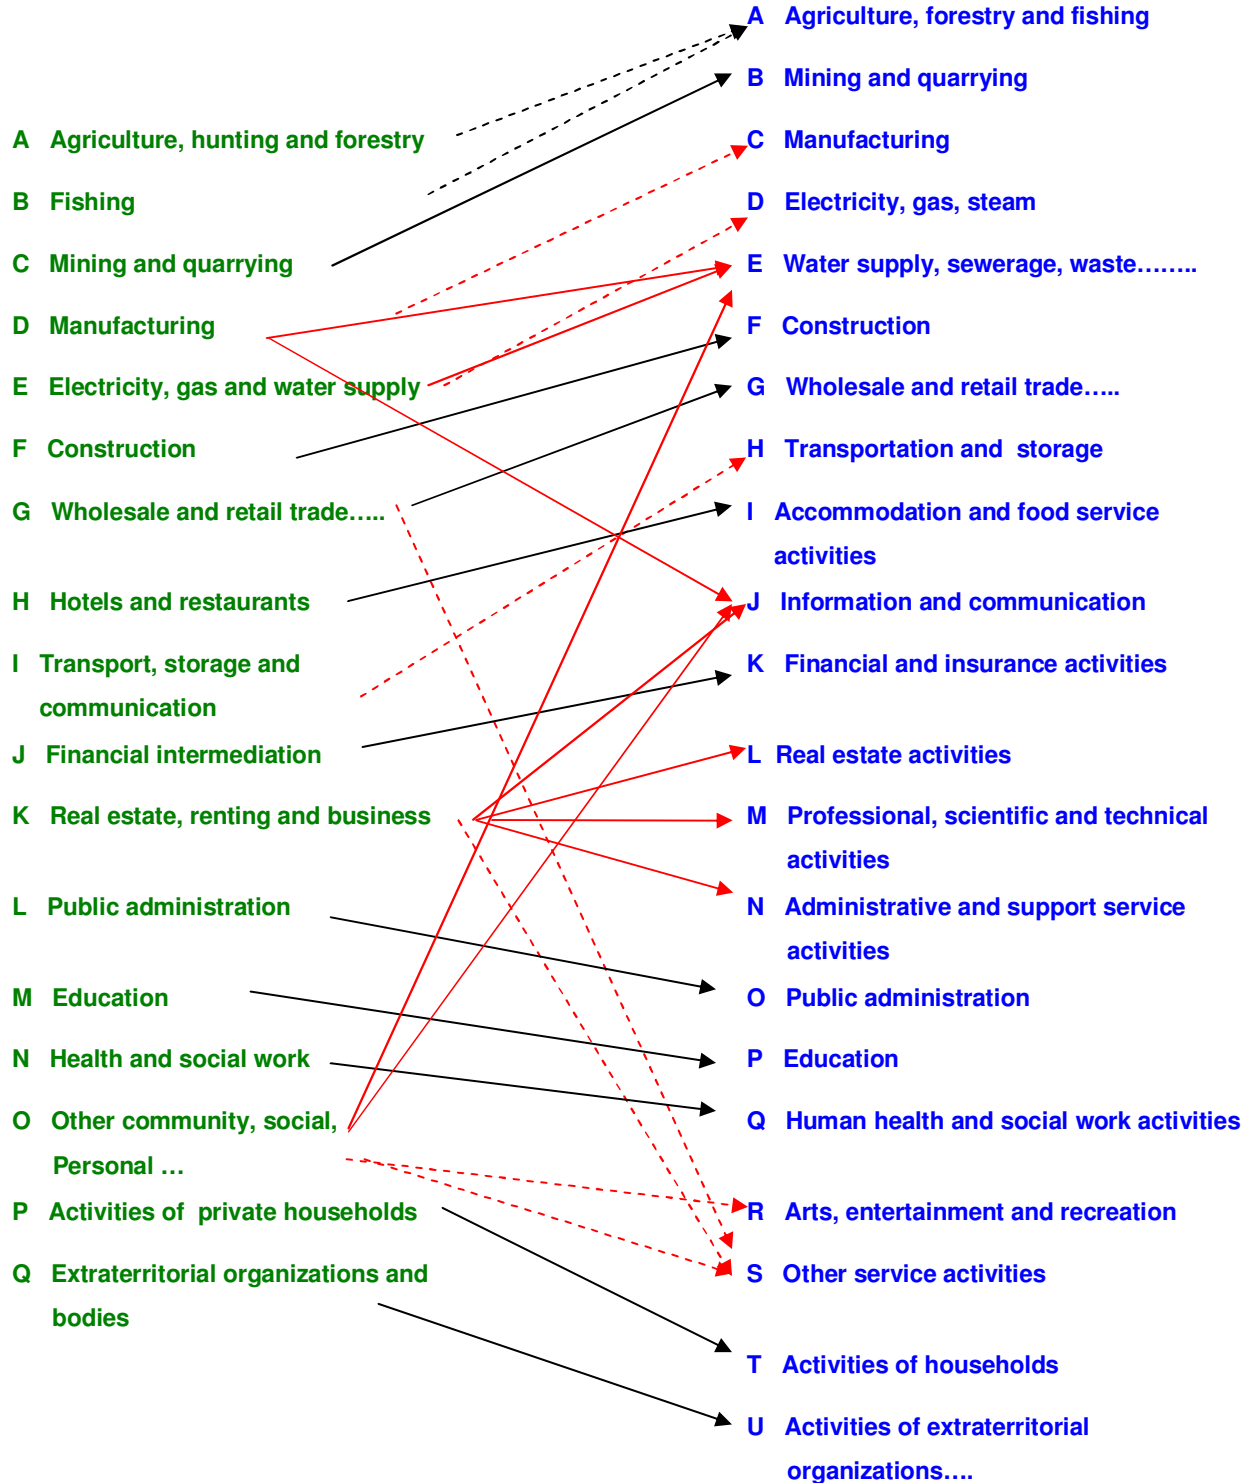 A Agriculture, hunting and forestry
B Fishing
C Mining and quarrying
D Manufacturing
E Electricity, gas and water supply
F Construction
G Wholesale and retail trade.....
H Hotels and restaurants
I Transport, storage and
communication
J Financial intermediation
K Real estate, renting and business
L Public administration
M Education
N Health and social work
O Other community, social,
Personal ...
P Activities of private households
Q Extraterritorial organizations and
bodies
A Agriculture, forestry and fishing
B Mining and quarrying
C Manufacturing
D Electricity, gas, steam
E Water supply, sewerage, waste........
F Construction
G Wholesale and retail trade.....
H Transportation and storage
I Accommodation and food service
activities
J Information and communication
K Financial and insurance activities
L Real estate activities
M Professional, scientific and technical
activities
N Administrative and support service
activities
O Public administration
P Education
Q Human health and social work activities
R Arts, entertainment and recreation
S Other service activities
T Activities of households
U Activities of extraterritorial
organizations....